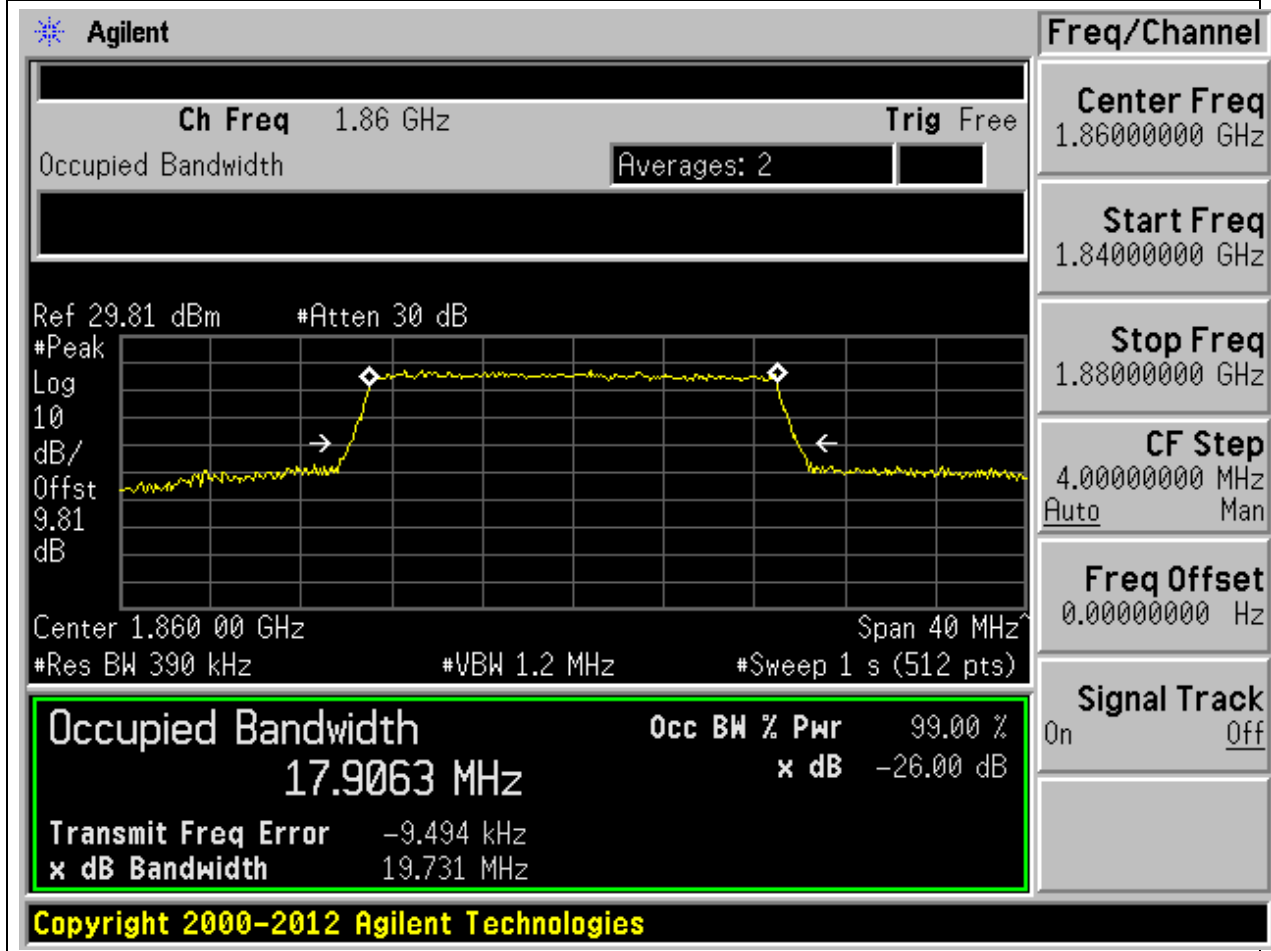 Agilent
Freq/Channel
Ch Freq 1.86 GHz Trig Free
Occupied Bandwidth Averages: 2
Ref 29.81 dBm #Atten 30 dB
#Peak
Log
10
dB/
Offst
9.81
dB
Center 1.860 00 GHz Span 40 MHz^
#Res BW 390 kHz #VBW 1.2 MHz #Sweep 1 s (512 pts)
Occupied Bandwidth Occ BW % Pwr 99.00 %
17.9063 MHz x dB -26.00 dB
Transmit Freq Error -9.494 kHz
x dB Bandwidth 19.731 MHz
Copyright 2000-2012 Agilent Technologies
Center Freq
1.86000000 GHz
Start Freq
1.84000000 GHz
Stop Freq
1.88000000 GHz
CF Step
4.00000000 MHz
Auto Man
Freq Offset
0.00000000 Hz
Signal Track
On Off